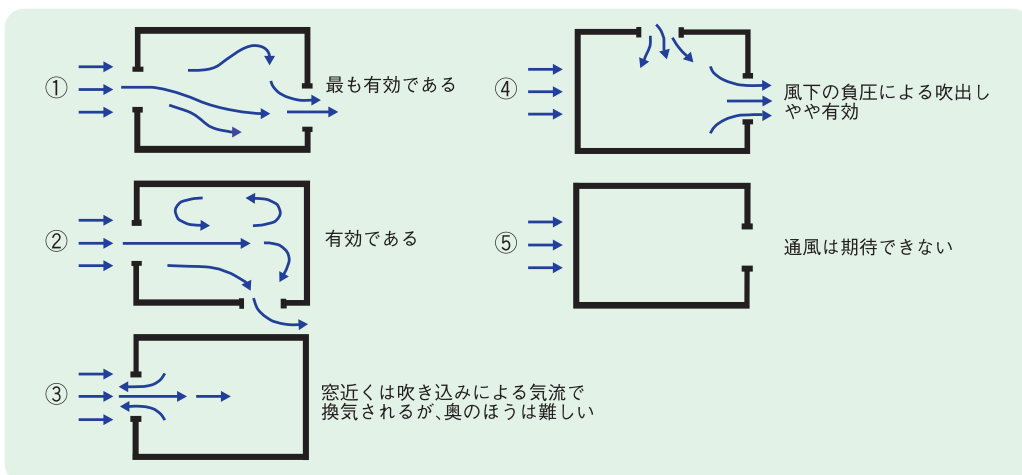 ①
最も有効である
②
有効である
③
窓近くは吹き込みによる気流で
換気されるが、奥のほうは難しい
④
風下の負圧による吹出し
やや有効
⑤
通風は期待できない